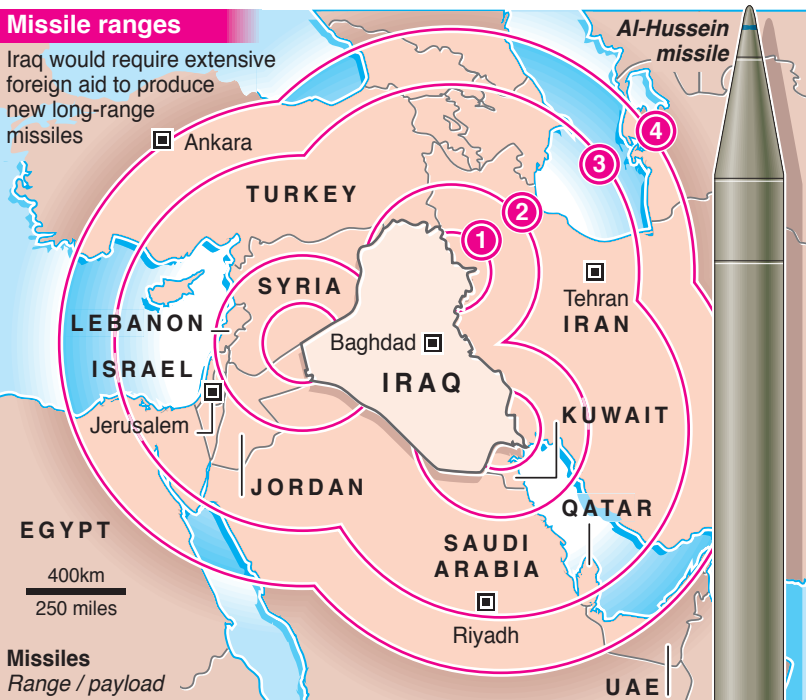 Missile ranges
Iraq would require extensive
foreign aid to produce
new long-range
missiles
Al-Hussein
missile
4
3
2
1
Ankara
TURKEY
SYRIA
Tehran
IRAN
LEBANON
Baghdad
ISRAEL
IRAQ
Jerusalem
KUWAIT
JORDAN
QATAR
EGYPT
SAUDI
ARABIA
400km
250 miles
Riyadh
Missiles
Range / payload
UAE